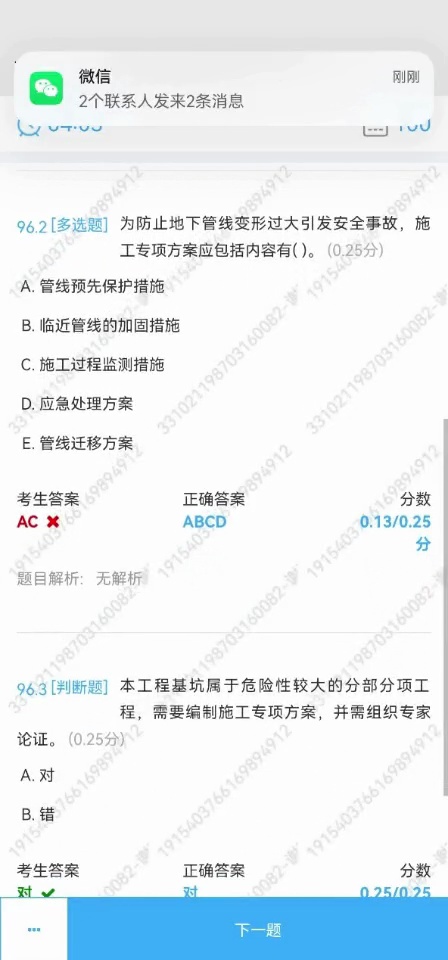 微信
刚刚
2个联系人发来2条消息
96.2 [多选题] 为防止地下管线变形过大引发安全事故，施
工专项方案应包括内容有( )。 (0.25分)
A. 管线预先保护措施
B. 临近管线的加固措施
C. 施工过程监测措施
D. 应急处理方案
E. 管线迁移方案
考生答案 正确答案 分数
AC ABCD 0.13/0.25
分
题目解析: 无解析
96.3 [判断题] 本工程基坑属于危险性较大的分部分项工
程，需要编制施工专项方案，并需组织专家
论证。 (0.25分)
A. 对
B. 错
考生答案 正确答案 分数
对 对 0.25/0.25
下一题